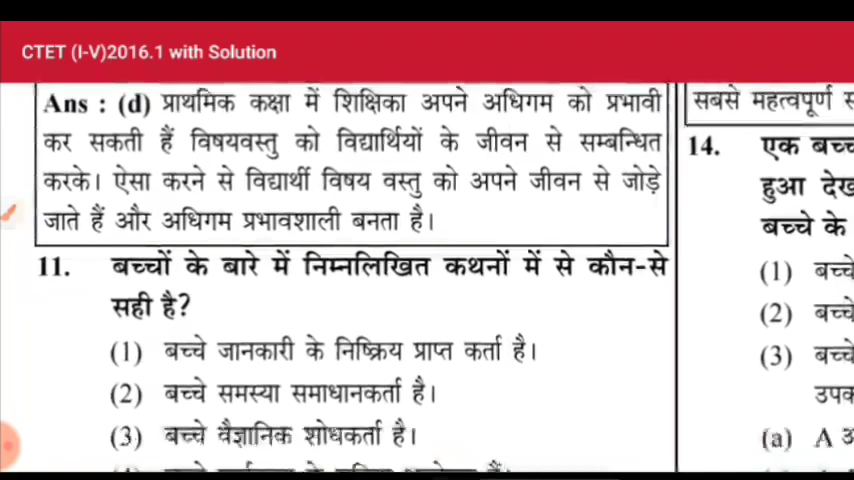 CTET (I-V)2016.1 with Solution
Ans : (d) प्राथमिक कक्षा में शिक्षिका अपने अधिगम को प्रभावी
कर सकती हैं विषयवस्तु को विद्यार्थियों के जीवन से सम्बन्धित
करके। ऐसा करने से विद्यार्थी विषय वस्तु को अपने जीवन से जोड़े
जाते हैं और अधिगम प्रभावशाली बनता है।
11. बच्चों के बारे में निम्नलिखित कथनों में से कौन-से
सही है?
(1) बच्चे जानकारी के निष्क्रिय प्राप्त कर्ता है।
(2) बच्चे समस्या समाधानकर्ता है।
(3) बच्चे वैज्ञानिक शोधकर्ता है।
सबसे महत्वपूर्ण
14. एक
हुआ
बच्चे के
(1) बच्चे
(2) बच्चे
(3) बच्चे
(a) A